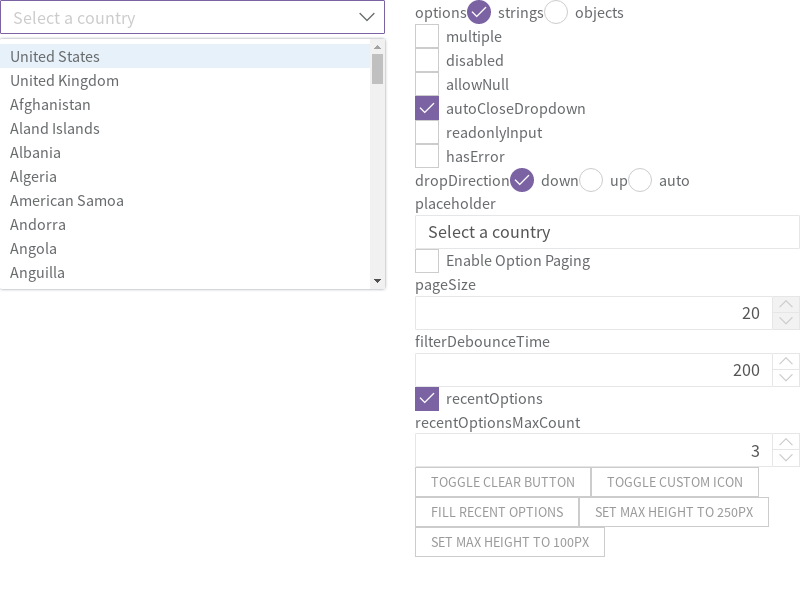 Select a country
United States
United Kingdom
Afghanistan
Aland Islands
Albania
Algeria
American Samoa
Andorra
Angola
Anguilla
options strings objects
multiple
disabled
allowNull
autoCloseDropdown
readonlyInput
hasError
dropDirection down up auto
placeholder
Select a country
Enable Option Paging
pageSize
20
filterDebounceTime
200
recentOptions
recentOptionsMaxCount
3
TOGGLE CLEAR BUTTON TOGGLE CUSTOM ICON
FILL RECENT OPTIONS SET MAX HEIGHT TO 250PX
SET MAX HEIGHT TO 100PX